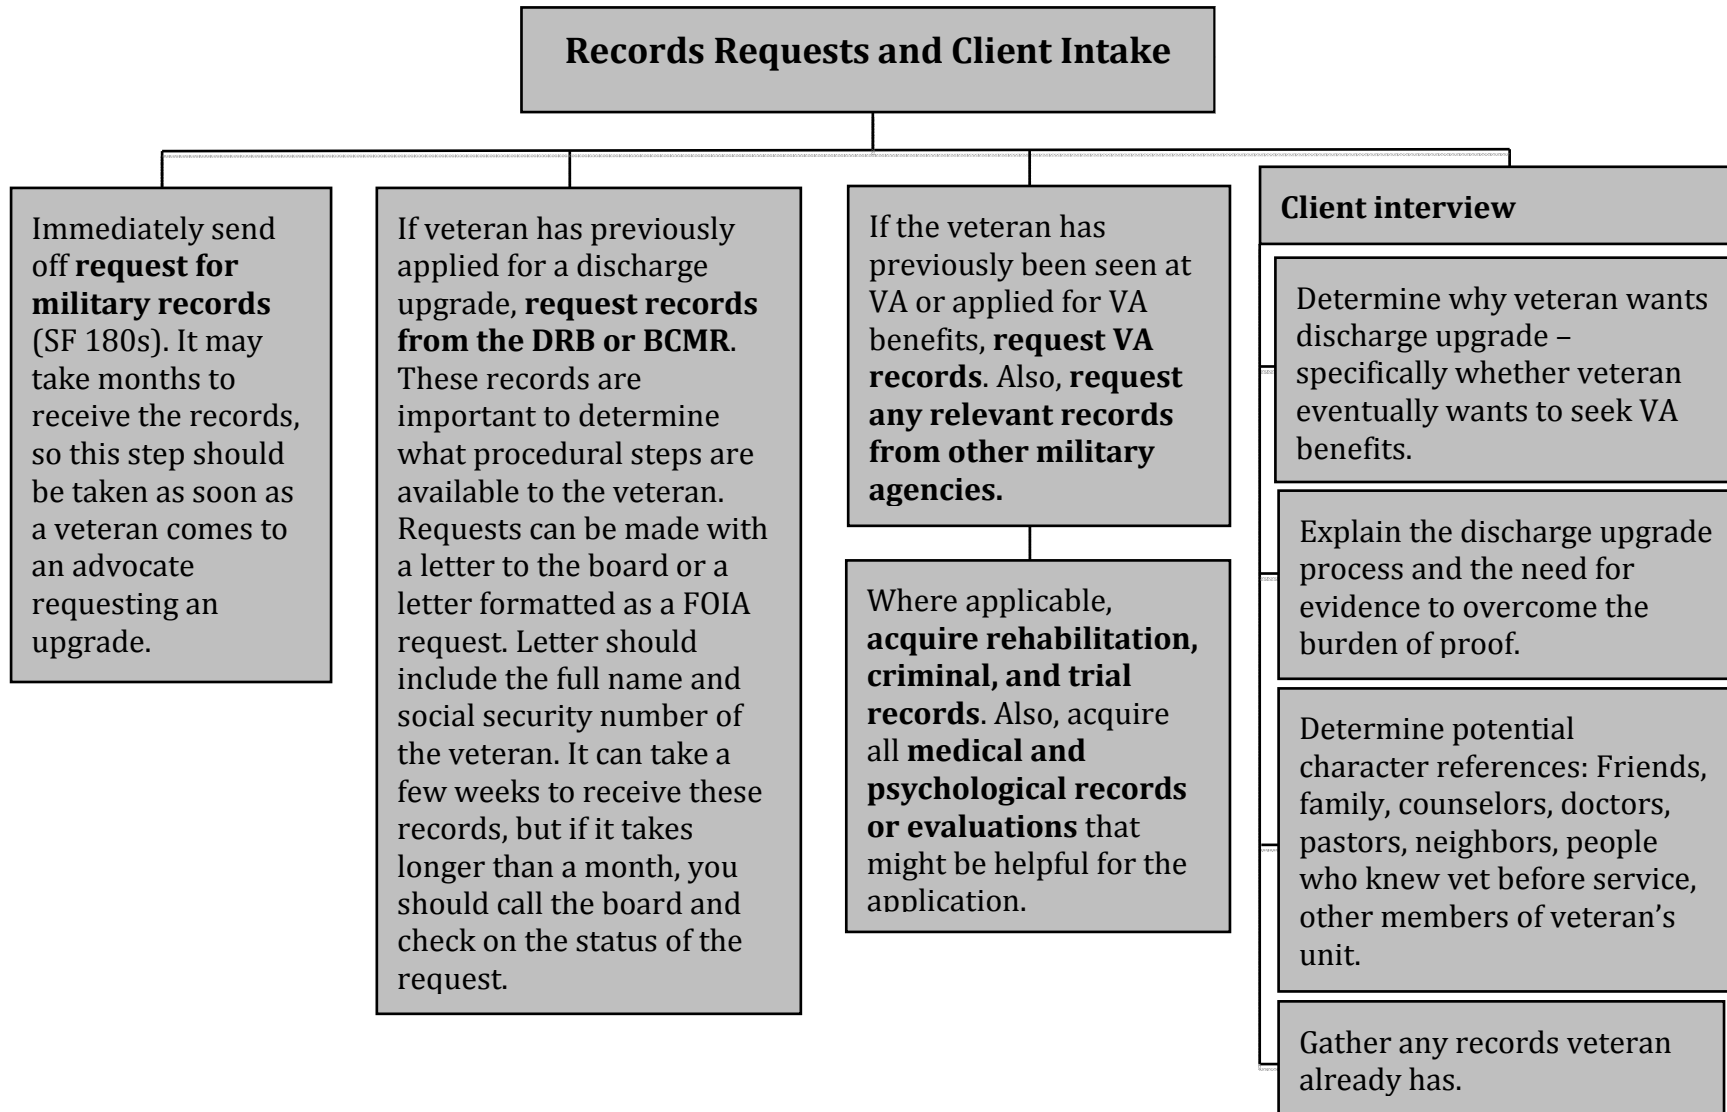 Records Requests and Client Intake
Immediately send
off request for
military records
(SF 180s). It may
take months to
receive the records,
so this step should
be taken as soon as
a veteran comes to
an advocate
requesting an
upgrade.
If veteran has previously
applied for a discharge
upgrade, request records
from the DRB or BCMR.
These records are
important to determine
what procedural steps are
available to the veteran.
Requests can be made with
a letter to the board or a
letter formatted as a FOIA
request. Letter should
include the full name and
social security number of
the veteran. It can take a
few weeks to receive these
records, but if it takes
longer than a month, you
should call the board and
check on the status of the
request.
If the veteran has
previously been seen at
VA or applied for VA
benefits, request VA
records. Also, request
any relevant records
from other military
agencies.
Where applicable,
acquire rehabilitation,
criminal, and trial
records. Also, acquire
all medical and
psychological records
or evaluations that
might be helpful for the
application.
Client interview
Determine why veteran wants
discharge upgrade –
specifically whether veteran
eventually wants to seek VA
benefits.
Explain the discharge upgrade
process and the need for
evidence to overcome the
burden of proof.
Determine potential
character references: Friends,
family, counselors, doctors,
pastors, neighbors, people
who knew vet before service,
other members of veteran’s
unit.
Gather any records veteran
already has.